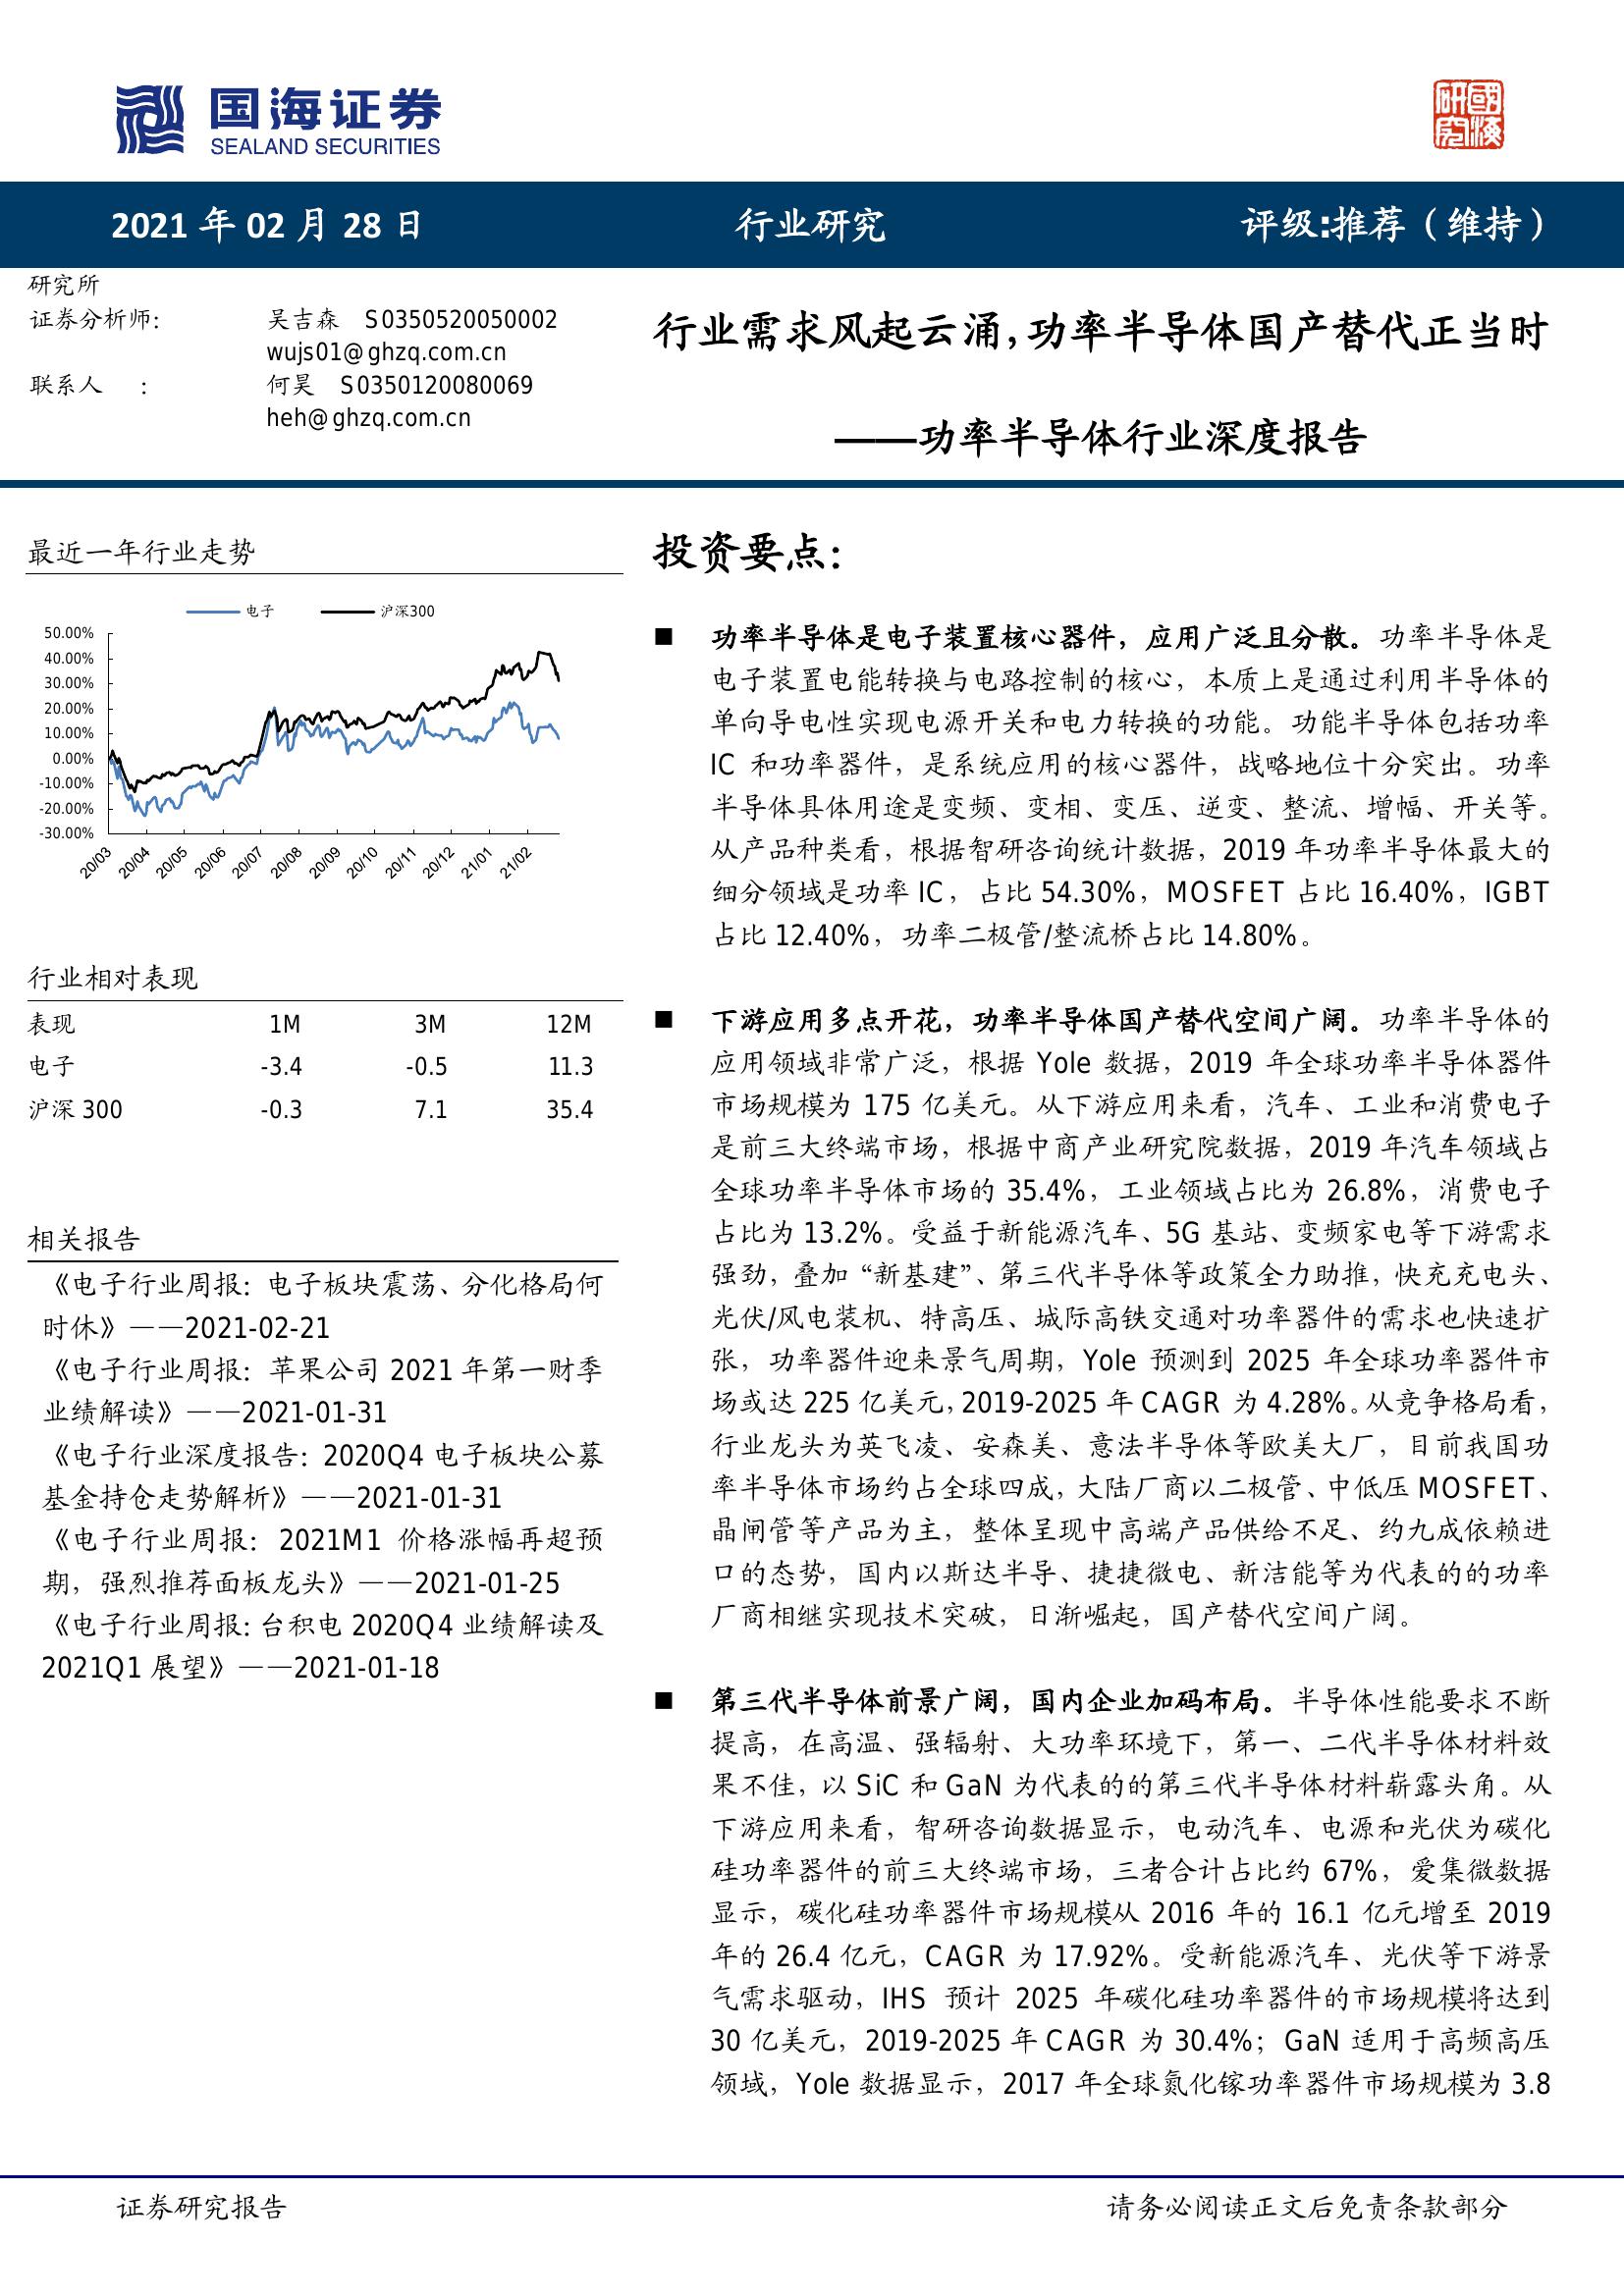 国海证券
SEALAND SECURITIES
國海研究
2021 年 02 月 28 日
行业研究
评级:推荐（维持）
研究所
证券分析师: 吴吉森 S0350520050002
wujs01@ghzq.com.cn
联系人 : 何昊 S0350120080069
heh@ghzq.com.cn
行业需求风起云涌,功率半导体国产替代正当时
——功率半导体行业深度报告
最近一年行业走势
电子 沪深300
50.00%
40.00%
30.00%
20.00%
10.00%
0.00%
-10.00%
-20.00%
-30.00%
20/03 20/04 20/05 20/06 20/07 20/08 20/09 20/10 20/11 20/12 21/01 21/02
行业相对表现
表现 1M 3M 12M
电子 -3.4 -0.5 11.3
沪深 300 -0.3 7.1 35.4
相关报告
《电子行业周报：电子板块震荡、分化格局何
时休》——2021-02-21
《电子行业周报：苹果公司 2021 年第一财季
业绩解读》——2021-01-31
《电子行业深度报告：2020Q4 电子板块公募
基金持仓走势解析》——2021-01-31
《电子行业周报：2021M1 价格涨幅再超预
期，强烈推荐面板龙头》——2021-01-25
《电子行业周报:台积电 2020Q4 业绩解读及
2021Q1 展望》——2021-01-18
投资要点:
■ 功率半导体是电子装置核心器件，应用广泛且分散。功率半导体是
电子装置电能转换与电路控制的核心，本质上是通过利用半导体的
单向导电性实现电源开关和电力转换的功能。功能半导体包括功率
IC 和功率器件，是系统应用的核心器件，战略地位十分突出。功率
半导体具体用途是变频、变相、变压、逆变、整流、增幅、开关等。
从产品种类看，根据智研咨询统计数据，2019 年功率半导体最大的
细分领域是功率 IC，占比 54.30%，MOSFET 占比 16.40%，IGBT
占比 12.40%，功率二极管/整流桥占比 14.80%。
■ 下游应用多点开花，功率半导体国产替代空间广阔。功率半导体的
应用领域非常广泛，根据 Yole 数据，2019 年全球功率半导体器件
市场规模为 175 亿美元。从下游应用来看，汽车、工业和消费电子
是前三大终端市场，根据中商产业研究院数据，2019 年汽车领域占
全球功率半导体市场的 35.4%，工业领域占比为 26.8%，消费电子
占比为 13.2%。受益于新能源汽车、5G 基站、变频家电等下游需求
强劲，叠加“新基建”、第三代半导体等政策全力助推，快充充电头、
光伏/风电装机、特高压、城际高铁交通对功率器件的需求也快速扩
张，功率器件迎来景气周期，Yole 预测到 2025 年全球功率器件市
场或达 225 亿美元，2019-2025 年 CAGR 为 4.28%。从竞争格局看，
行业龙头为英飞凌、安森美、意法半导体等欧美大厂，目前我国功
率半导体市场约占全球四成，大陆厂商以二极管、中低压 MOSFET、
晶闸管等产品为主，整体呈现中高端产品供给不足、约九成依赖进
口的态势，国内以斯达半导、捷捷微电、新洁能等为代表的的功率
厂商相继实现技术突破，日渐崛起，国产替代空间广阔。
■ 第三代半导体前景广阔，国内企业加码布局。半导体性能要求不断
提高，在高温、强辐射、大功率环境下，第一、二代半导体材料效
果不佳，以 SiC 和 GaN 为代表的的第三代半导体材料崭露头角。从
下游应用来看，智研咨询数据显示，电动汽车、电源和光伏为碳化
硅功率器件的前三大终端市场，三者合计占比约 67%，爱集微数据
显示，碳化硅功率器件市场规模从 2016 年的 16.1 亿元增至 2019
年的 26.4 亿元，CAGR 为 17.92%。受新能源汽车、光伏等下游景
气需求驱动，IHS 预计 2025 年碳化硅功率器件的市场规模将达到
30 亿美元，2019-2025 年 CAGR 为 30.4%；GaN 适用于高频高压
领域，Yole 数据显示，2017 年全球氮化镓功率器件市场规模为 3.8
证券研究报告
请务必阅读正文后免责条款部分